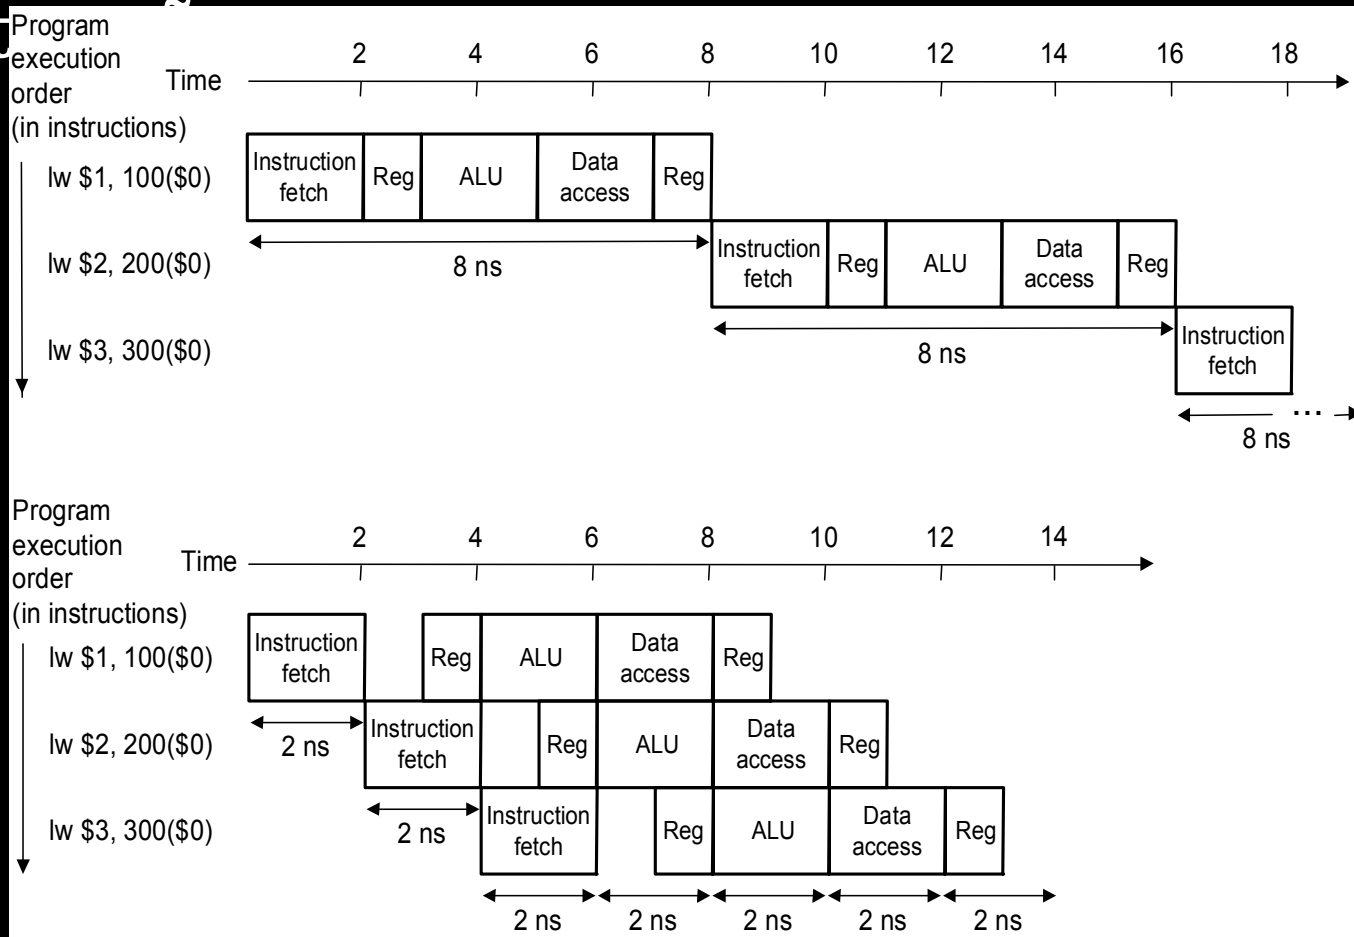 Program
execution
order
(in instructions)
Time
2 4 6 8 10 12 14 16 18
lw $1, 100($0)
Instruction
fetch
Reg
ALU
Data
access
Reg
8 ns
lw $2, 200($0)
Instruction
fetch
Reg
ALU
Data
access
Reg
8 ns
lw $3, 300($0)
Instruction
fetch
...
8 ns
Program
execution
order
(in instructions)
Time
2 4 6 8 10 12 14
lw $1, 100($0)
Instruction
fetch
Reg
ALU
Data
access
Reg
2 ns
lw $2, 200($0)
Instruction
fetch
Reg
ALU
Data
access
Reg
2 ns
lw $3, 300($0)
Instruction
fetch
Reg
ALU
Data
access
Reg
2 ns 2 ns 2 ns 2 ns 2 ns